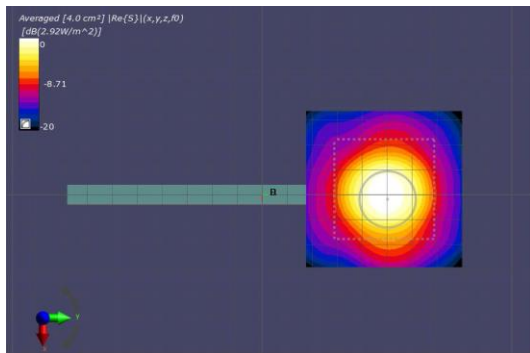 Averaged [4.0 cm²] |Re{S}|(x,y,z,f0)
[dB(2.92W/m^2)]
0
-8.71
-20
n
y